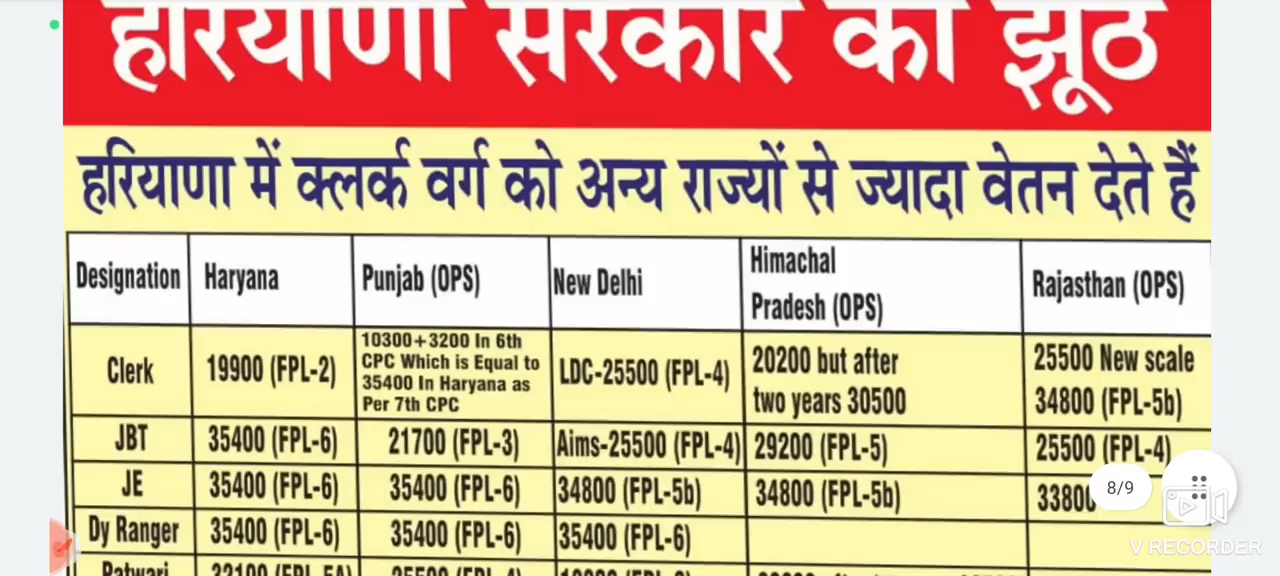 हरियाणा सरकार का झूठ
हरियाणा में क्लर्क वर्ग को अन्य राज्यों से ज्यादा वेतन देते हैं
Designation Haryana Punjab (OPS) New Delhi Himachal Pradesh (OPS) Rajasthan (OPS)
Clerk 19900 (FPL-2) 10300+3200 In 6th CPC Which is Equal to 35400 In Haryana as Per 7th CPC LDC-25500 (FPL-4) 20200 but after two years 30500 25500 New scale 34800 (FPL-5b)
JBT 35400 (FPL-6) 21700 (FPL-3) Aims-25500 (FPL-4) 29200 (FPL-5) 25500 (FPL-4)
JE 35400 (FPL-6) 35400 (FPL-6) 34800 (FPL-5b) 34800 (FPL-5b) 33800
Dy Ranger 35400 (FPL-6) 35400 (FPL-6) 35400 (FPL-6)
Patwari
8/9
V RECORDER